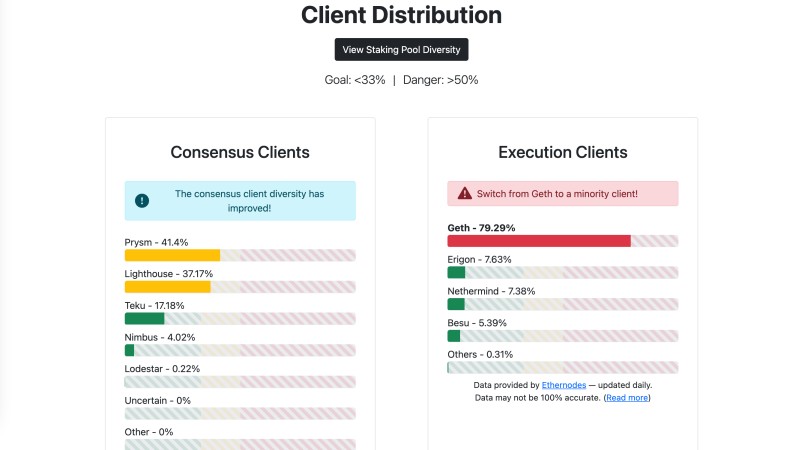 Client Distribution
View Staking Pool Diversity
Goal: <33% | Danger: >50%
Consensus Clients
The consensus client diversity has
improved!
Prysm - 41.4%
Lighthouse - 37.17%
Teku - 17.18%
Nimbus - 4.02%
Lodestar - 0.22%
Uncertain - 0%
Other - 0%
Execution Clients
Switch from Geth to a minority client!
Geth - 79.29%
Erigon - 7.63%
Nethermind - 7.38%
Besu - 5.39%
Others - 0.31%
Data provided by Ethernodes — updated daily.
Data may not be 100% accurate. (Read more)